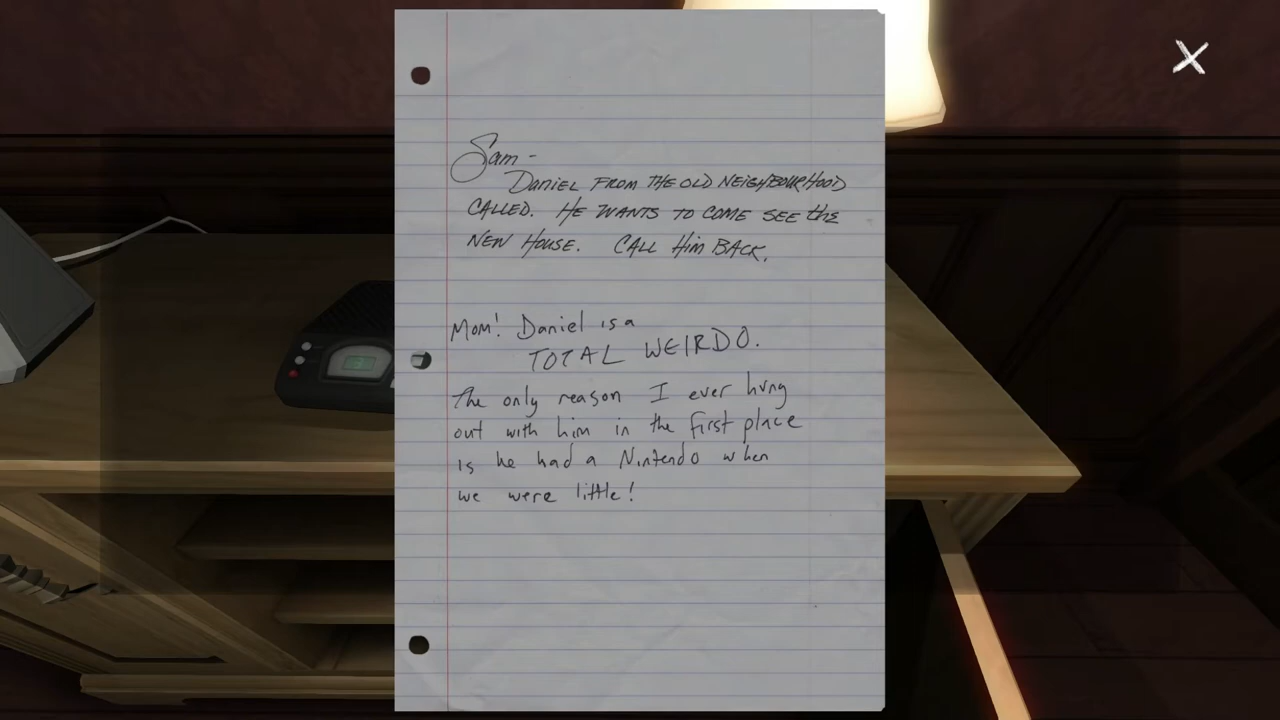 Sam-
DANIEL FROM THE OLD NEIGHBOURHOOD
CALLED. HE WANTS TO COME SEE the
NEW HOUSE. CALL HiM BACK.
Mom! Daniel is a
TOTAL WEIRDO.
The only reason I ever hung
out with him in the first place
is he had a Nintendo when
we were little!